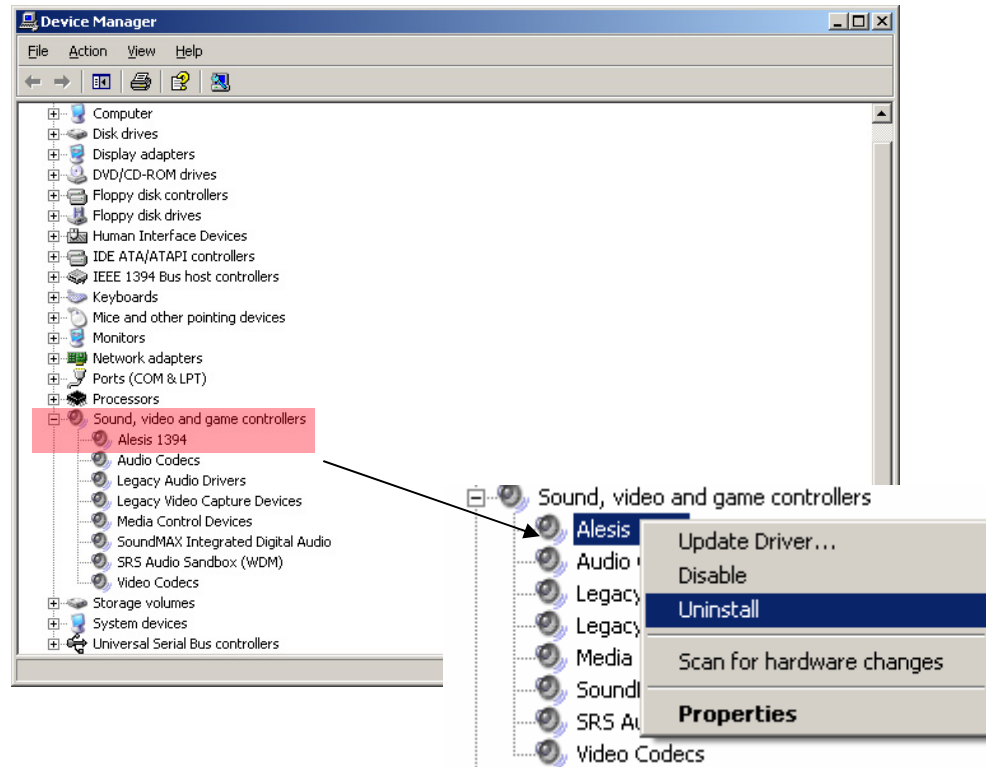 Device Manager
File Action View Help
Computer
Disk drives
Display adapters
DVD/CD-ROM drives
Floppy disk controllers
Floppy disk drives
Human Interface Devices
IDE ATA/ATAPI controllers
IEEE 1394 Bus host controllers
Keyboards
Mice and other pointing devices
Monitors
Network adapters
Ports (COM & LPT)
Processors
Sound, video and game controllers
Alesis 1394
Audio Codecs
Legacy Audio Drivers
Legacy Video Capture Devices
Media Control Devices
SoundMAX Integrated Digital Audio
SRS Audio Sandbox (WDM)
Video Codecs
Storage volumes
System devices
Universal Serial Bus controllers
Sound, video and game controllers
Alesis
Audio
Legacy
Legacy
Media
Sound
SRS Au
Video Codecs
Update Driver...
Disable
Uninstall
Scan for hardware changes
Properties